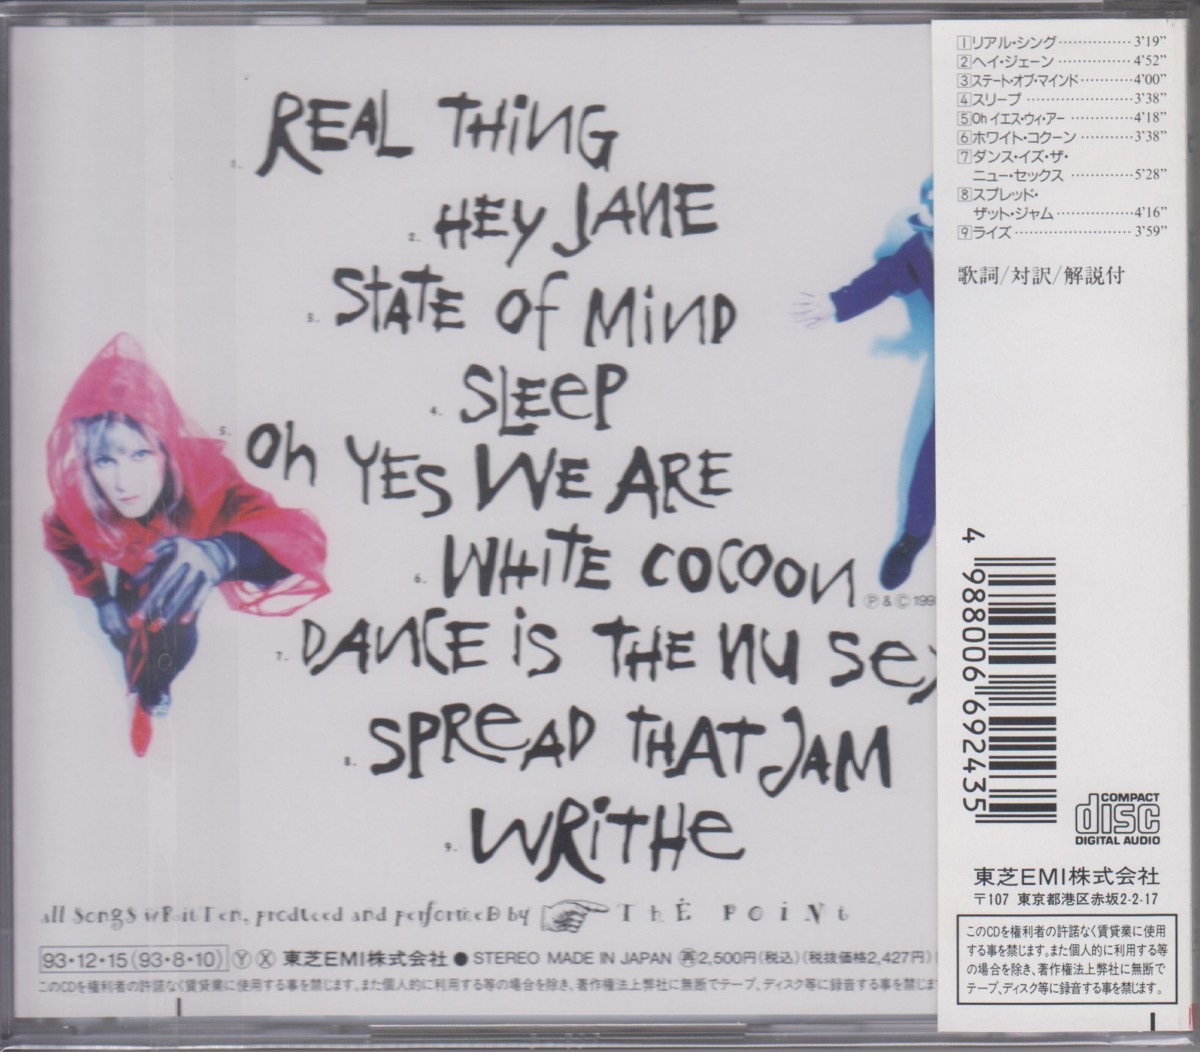 1. REAL THiNG
2. HEY JANE
3. STATE OF MiND
4. SLEeP
5. Oh YES WE ARE
6. WHiTE COCOON
Ⓟ & Ⓒ 199
7. DANCE iS THE NU Sex
8. SPReAD THAT JAM
9. WRiTHe
all SongS wRitTen, produced and performeD by ThE PoiNt
93・12・15(93・8・10) Ⓨ Ⓧ 東芝EMI株式会社 ● STEREO MADE IN JAPAN 再 2,500円(税込)(税抜価格2,427円)
このCDを権利者の許諾なく賃貸業に使用する事を禁じます。また個人的に利用する等の場合を除き、著作権法上弊社に無断でテープ、ディスク等に録音する事を禁じま
1 リアル・シング 3'19"
2 ヘイ・ジェーン 4'52"
3 ステート・オブ・マインド 4'00"
4 スリープ 3'38"
5 Oh イエス・ウィ・アー 4'18"
6 ホワイト・コクーン 3'38"
7 ダンス・イズ・ザ・
ニュー・セックス 5'28"
8 スプレッド・
ザット・ジャム 4'16"
9 ライズ 3'59"
歌詞/対訳/解説付
4 988006 692435
COMPACT
disc
DIGITAL AUDIO
東芝EMI株式会社
〒107 東京都港区赤坂2-2-17
このCDを権利者の許諾なく賃貸業に使用
する事を禁じます。また個人的に利用する等
の場合を除き、著作権法上弊社に無断で
テープ、ディスク等に録音する事を禁じます。